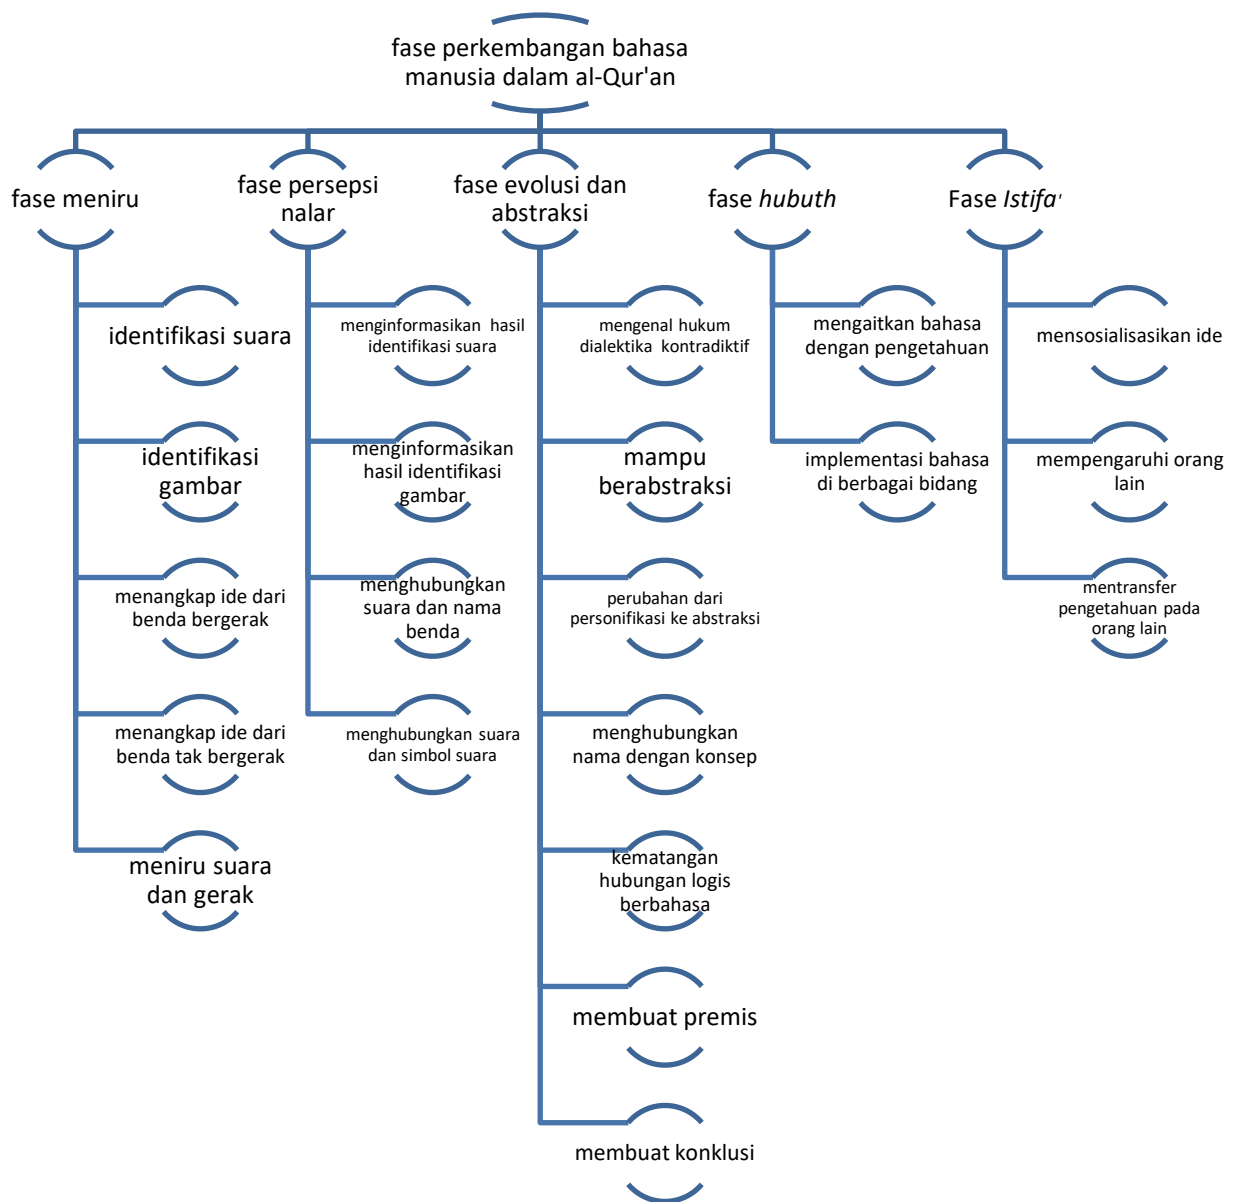 fase perkembangan bahasa
manusia dalam al-Qur'an
fase meniru
identifikasi suara
identifikasi
gambar
menangkap ide dari
benda bergerak
menangkap ide dari
benda tak bergerak
meniru suara
dan gerak
fase persepsi
nalar
menginformasikan hasil
identifikasi suara
menginformasikan
hasil identifikasi
gambar
menghubungkan
suara dan nama
benda
menghubungkan suara
dan simbol suara
fase evolusi dan
abstraksi
mengenal hukum
dialektika kontradiktif
mampu
berabstraksi
perubahan dari
personifikasi ke abstraksi
menghubungkan
nama dengan konsep
kematangan
hubungan logis
berbahasa
membuat premis
membuat konklusi
fase hubuth
mengaitkan bahasa
dengan pengetahuan
implementasi bahasa
di berbagai bidang
Fase Istifa'
mensosialisasikan ide
mempengaruhi orang
lain
mentransfer
pengetahuan pada
orang lain